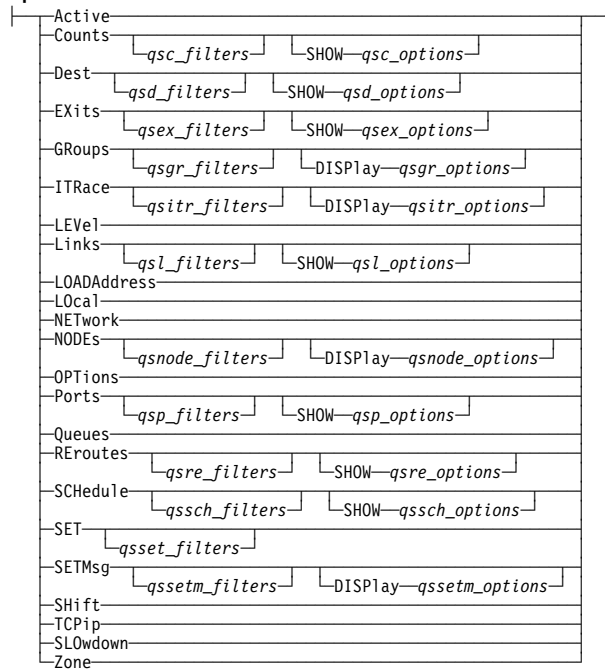 Active
Counts
qsc_filters SHOW qsc_options
Dest
qsd_filters SHOW qsd_options
EXits
qsex_filters SHOW qsex_options
GRoups
qsgr_filters DISPlay qsgr_options
ITRace
qsitr_filters DISPlay qsitr_options
LEVel
Links
qsl_filters SHOW qsl_options
LOADAddress
LOcal
NETwork
NODEs
qsnode_filters DISPlay qsnode_options
OPTions
Ports
qsp_filters SHOW qsp_options
Queues
REroutes
qsre_filters SHOW qsre_options
SCHedule
qssch_filters SHOW qssch_options
SET
qsset_filters
SETMsg
qssetm_filters DISPlay qssetm_options
SHift
TCPip
SLOwdown
Zone